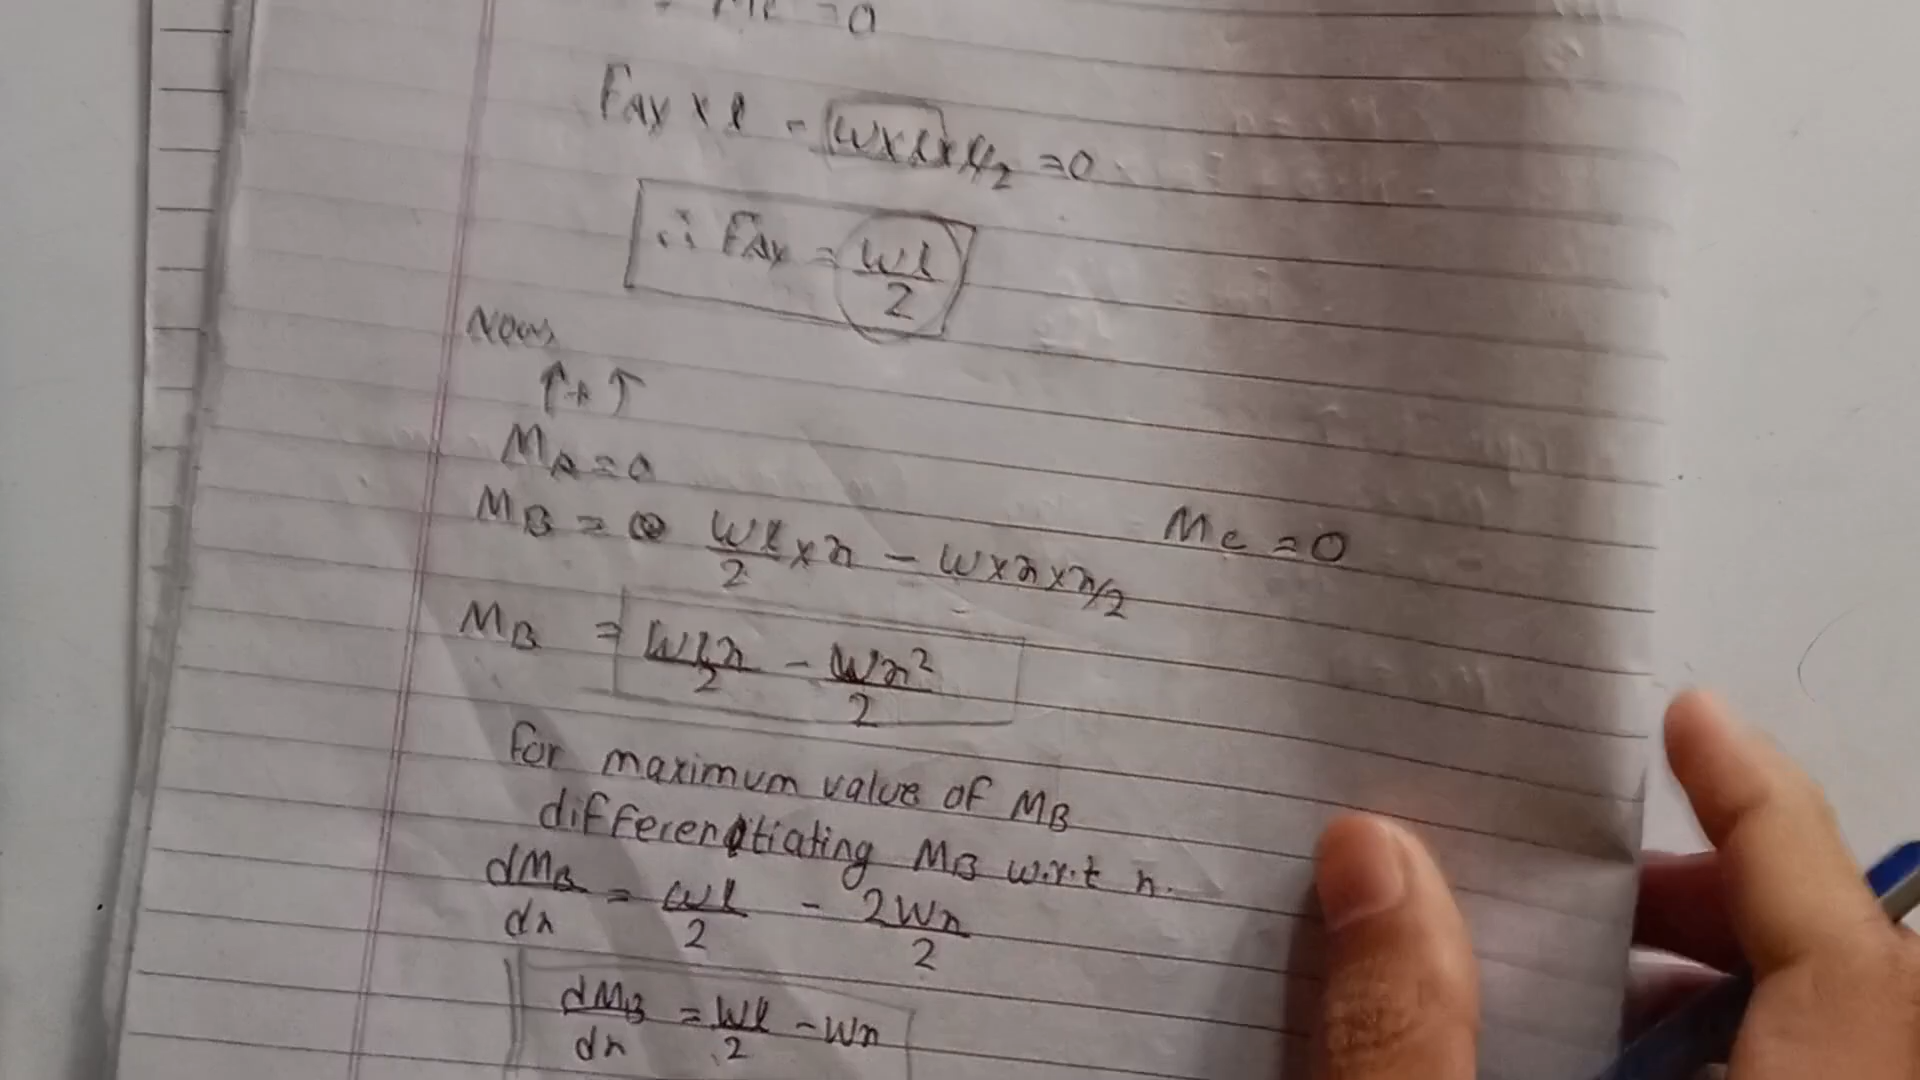 Mc = 0
FAy × l - w×l×l/2 = 0
∴ FAy = wl/2
Now
↑+↑
MA = 0
MB = wl/2 × x - w×x×x/2
Mc = 0
MB = wlx/2 - wx²/2
for maximum value of MB
differentiating MB w.r.t x.
dMB/dx = wl/2 - 2wx/2
dMB/dx = wl/2 - wx